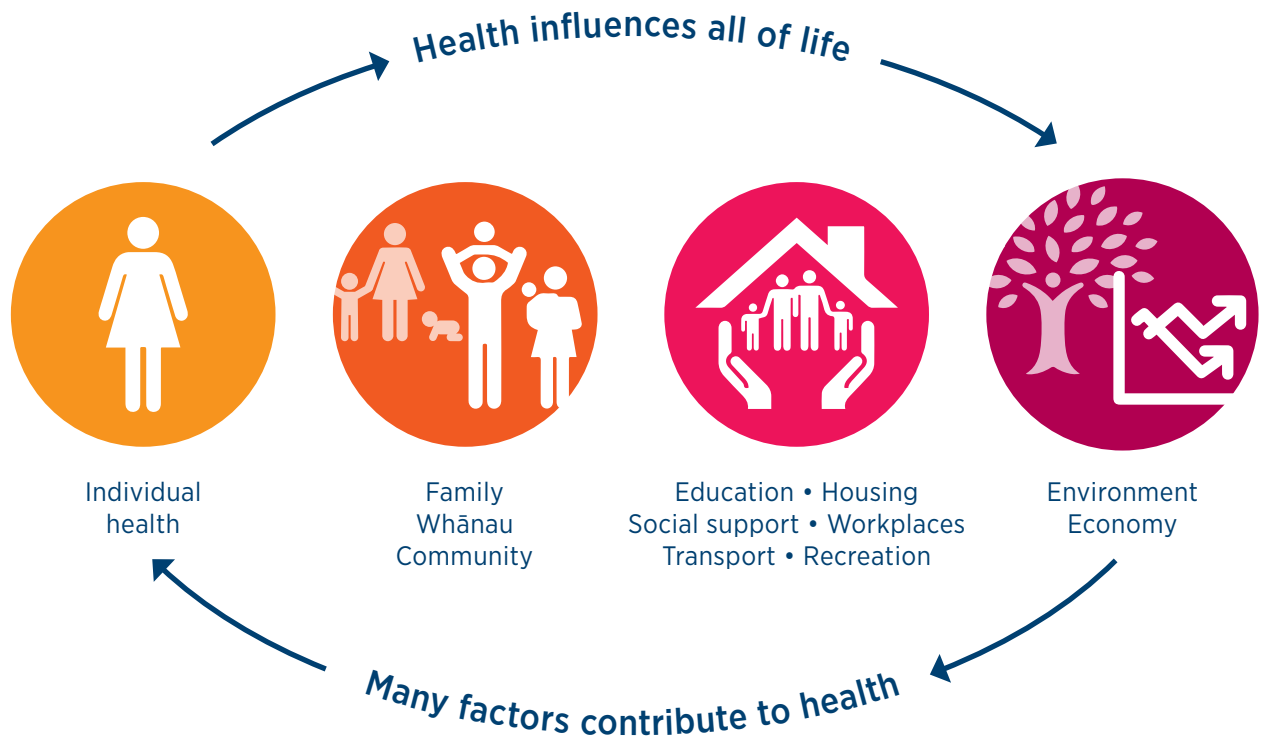 Health influences all of life
Individual
health
Family
Whānau
Community
Education • Housing
Social support • Workplaces
Transport • Recreation
Environment
Economy
Many factors contribute to health